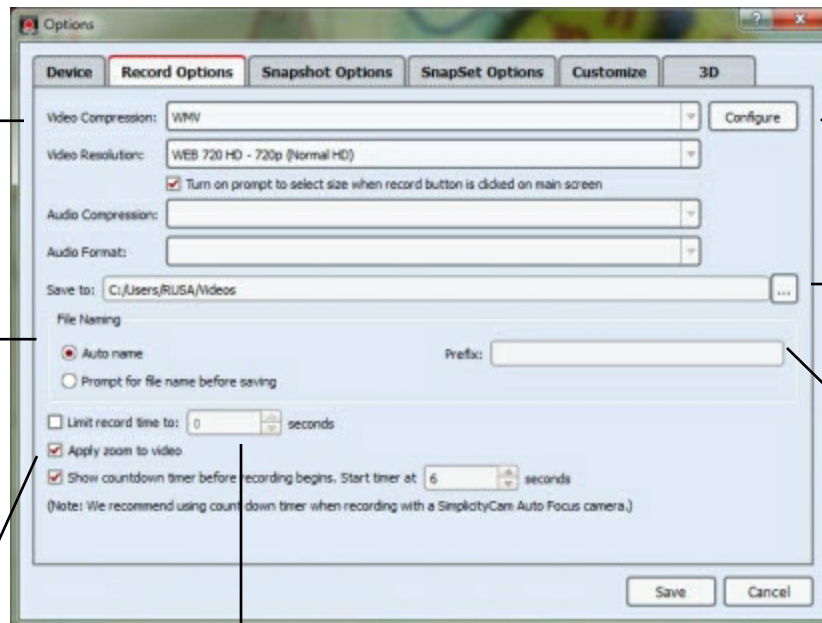 Options
Device Record Options Snapshot Options SnapSet Options Customize 3D
Video Compression: WMV Configure
Video Resolution: WEB 720 HD - 720p (Normal HD)
Turn on prompt to select size when record button is clicked on main screen
Audio Compression:
Audio Format:
Save to: C:/Users/RUSA/Videos ...
File Naming
Auto name Prefix:
Prompt for file name before saving
Limit record time to: 0 seconds
Apply zoom to video
Show countdown timer before recording begins. Start timer at 6 seconds
(Note: We recommend using count down timer when recording with a SimplicityCam Auto Focus camera.)
Save Cancel